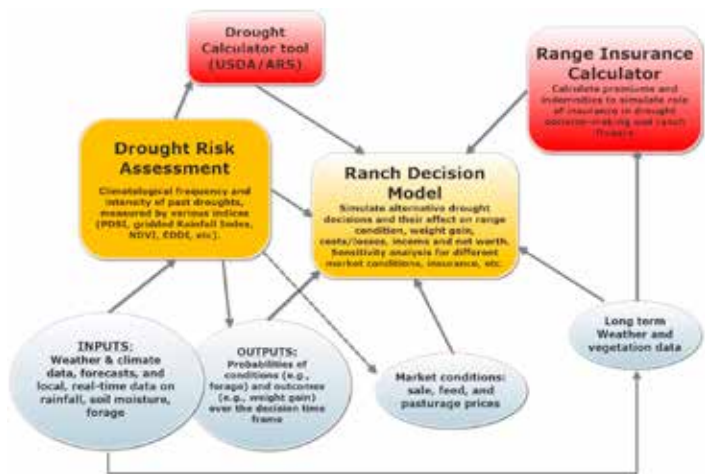 Drought
Calculator tool
(USDA/ARS)
Range Insurance
Calculator
Calculate premiums and
indemnities to simulate role
of insurance in drought
decision-making and ranch
finance
Drought Risk
Assessment
Climatological frequency and
intensity of past droughts,
measured by various indices
(PDSI, gridded Rainfall Index,
NDVI, EDDI, etc).
Ranch Decision
Model
Simulate alternative drought
decisions and their effect on range
condition, weight gain,
costs/losses, income and net worth.
Sensitivity analysis for different
market conditions, insurance, etc.
INPUTS:
Weather & climate
data, forecasts, and
local, real-time data on
rainfall, soil moisture,
forage
OUTPUTS:
Probabilities of
conditions (e.g.,
forage) and outcomes
(e.g., weight gain)
over the decision time
frame
Market conditions:
sale, feed, and
pasturage prices
Long term
Weather and
vegetation data